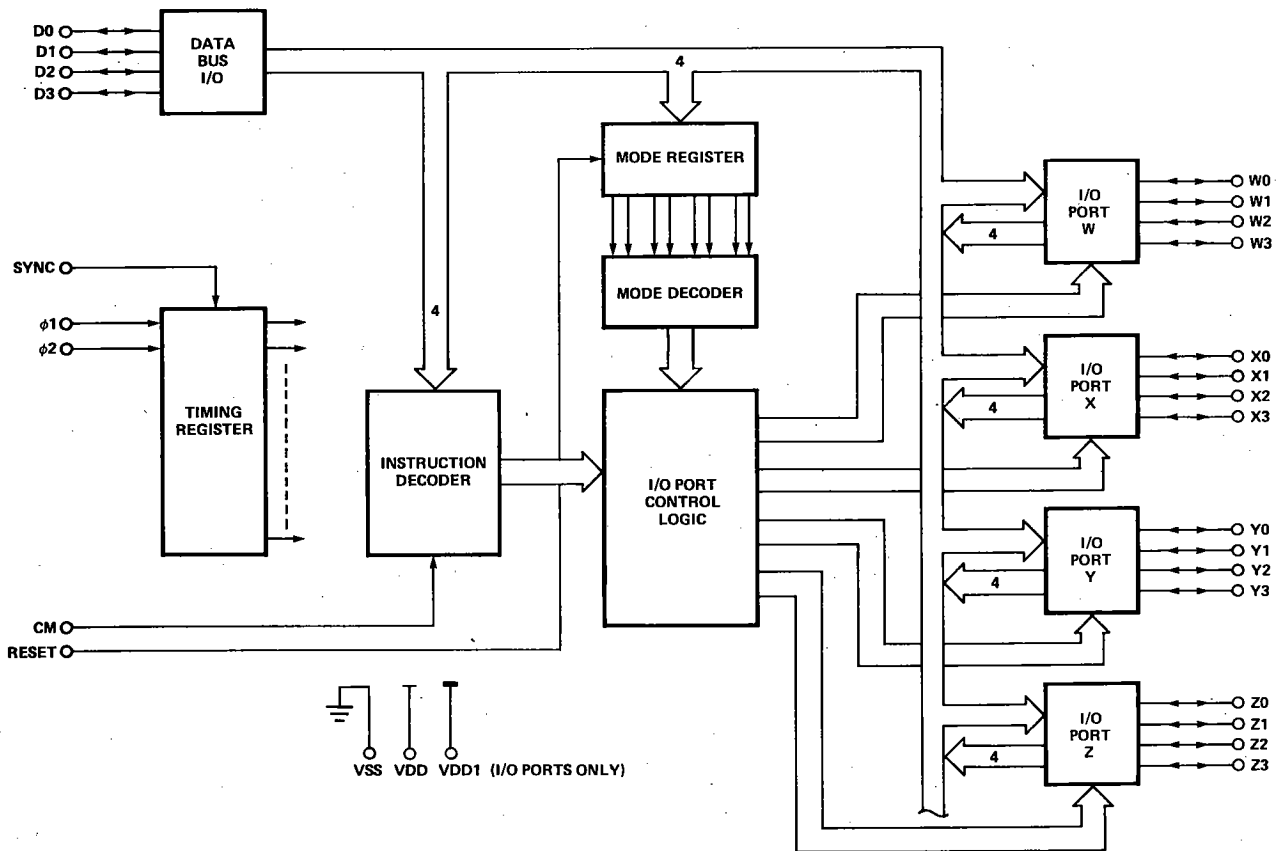 D0
D1
D2
D3
DATA
BUS
I/O
4
MODE REGISTER
MODE DECODER
4
SYNC
φ1
φ2
TIMING
REGISTER
INSTRUCTION
DECODER
I/O PORT
CONTROL
LOGIC
CM
RESET
VSS
VDD
VDD1 (I/O PORTS ONLY)
I/O
PORT
W
4
W0
W1
W2
W3
I/O
PORT
X
4
X0
X1
X2
X3
I/O
PORT
Y
4
Y0
Y1
Y2
Y3
I/O
PORT
Z
4
Z0
Z1
Z2
Z3